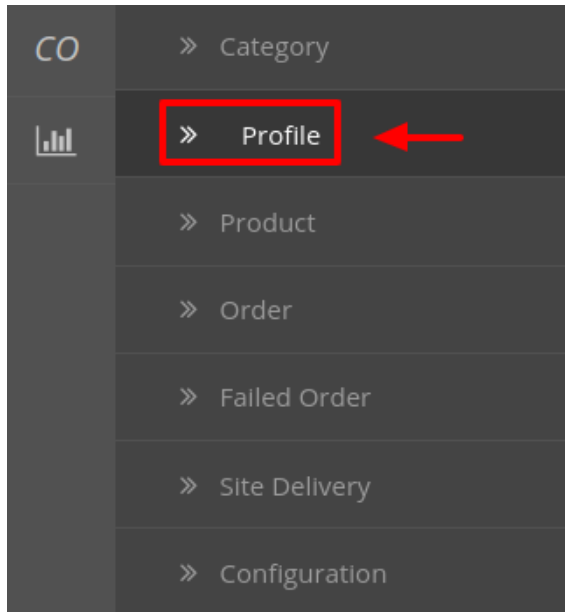 CO
» Category
» Profile
» Product
» Order
» Failed Order
» Site Delivery
» Configuration